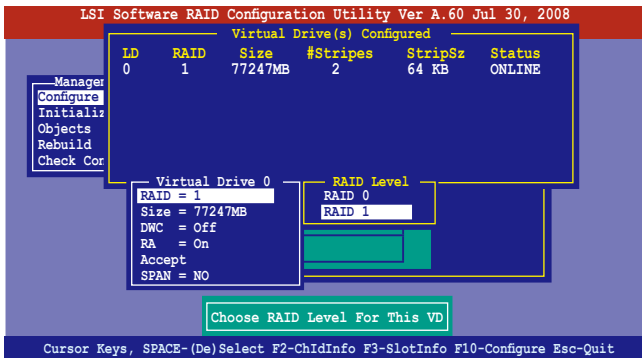 LSI Software RAID Configuration Utility Ver A.60 Jul 30, 2008
Virtual Drive(s) Configured
LD RAID Size #Stripes StripSz Status
0 1 77247MB 2 64 KB ONLINE
Managem
Configure
Initializ
Objects
Rebuild
Check Con
Virtual Drive 0
RAID = 1
Size = 77247MB
DWC = Off
RA = On
Accept
SPAN = NO
RAID Level
RAID 0
RAID 1
Choose RAID Level For This VD
Cursor Keys, SPACE-(De)Select F2-ChIdInfo F3-SlotInfo F10-Configure Esc-Quit